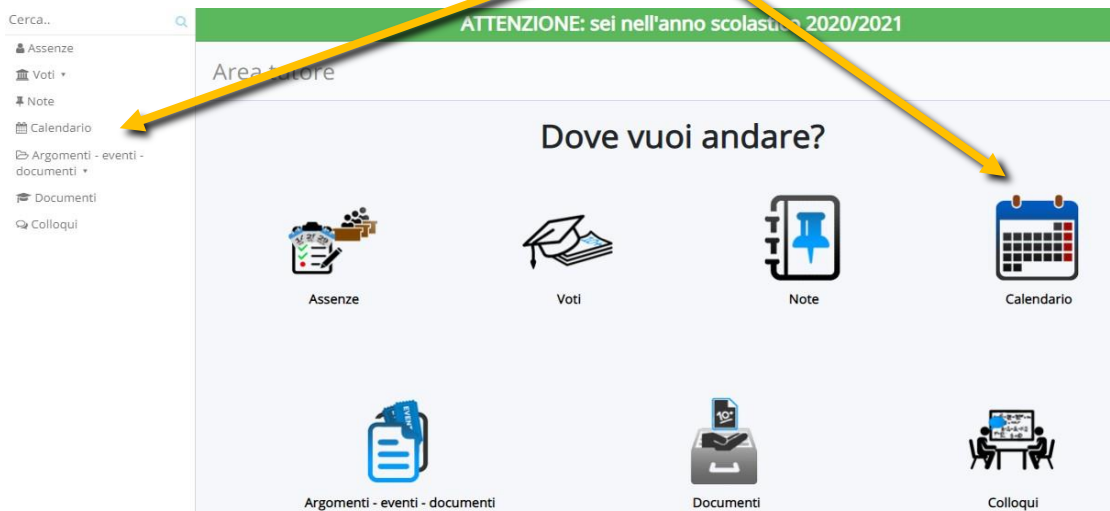 Cerca..
Assenze
Voti
Note
Calendario
Argomenti - eventi -
documenti
Documenti
Colloqui
ATTENZIONE: sei nell'anno scolastico 2020/2021
Area tutore
Dove vuoi andare?
Assenze
Voti
Note
Calendario
Argomenti - eventi - documenti
Documenti
Colloqui